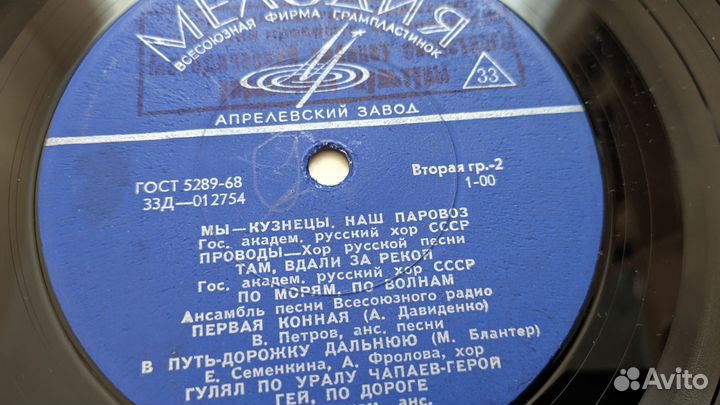 МЕЛОДИЯ
ВСЕСОЮЗНАЯ ФИРМА ГРАМПЛАСТИНОК
33
АПРЕЛЕВСКИЙ ЗАВОД
ГОСТ 5289-68
33Д—012754
Вторая гр.-2
1-00
МЫ—КУЗНЕЦЫ, НАШ ПАРОВОЗ
Гос. академ. русский хор СССР
ПРОВОДЫ—Хор русской песни
ТАМ, ВДАЛИ ЗА РЕКОЙ
Гос. академ. русский хор СССР
ПО МОРЯМ, ПО ВОЛНАМ
Ансамбль песни Всесоюзного радио
ПЕРВАЯ КОННАЯ (А. Давиденко)
В. Петров, анс. песни
В ПУТЬ-ДОРОЖКУ ДАЛЬНЮЮ (М. Блантер)
Е. Семенкина, А. Фролова, хор
ГУЛЯЛ ПО УРАЛУ ЧАПАЕВ-ГЕРОЙ
ГЕЙ, ПО ДОРОГЕ
анс.
Avito